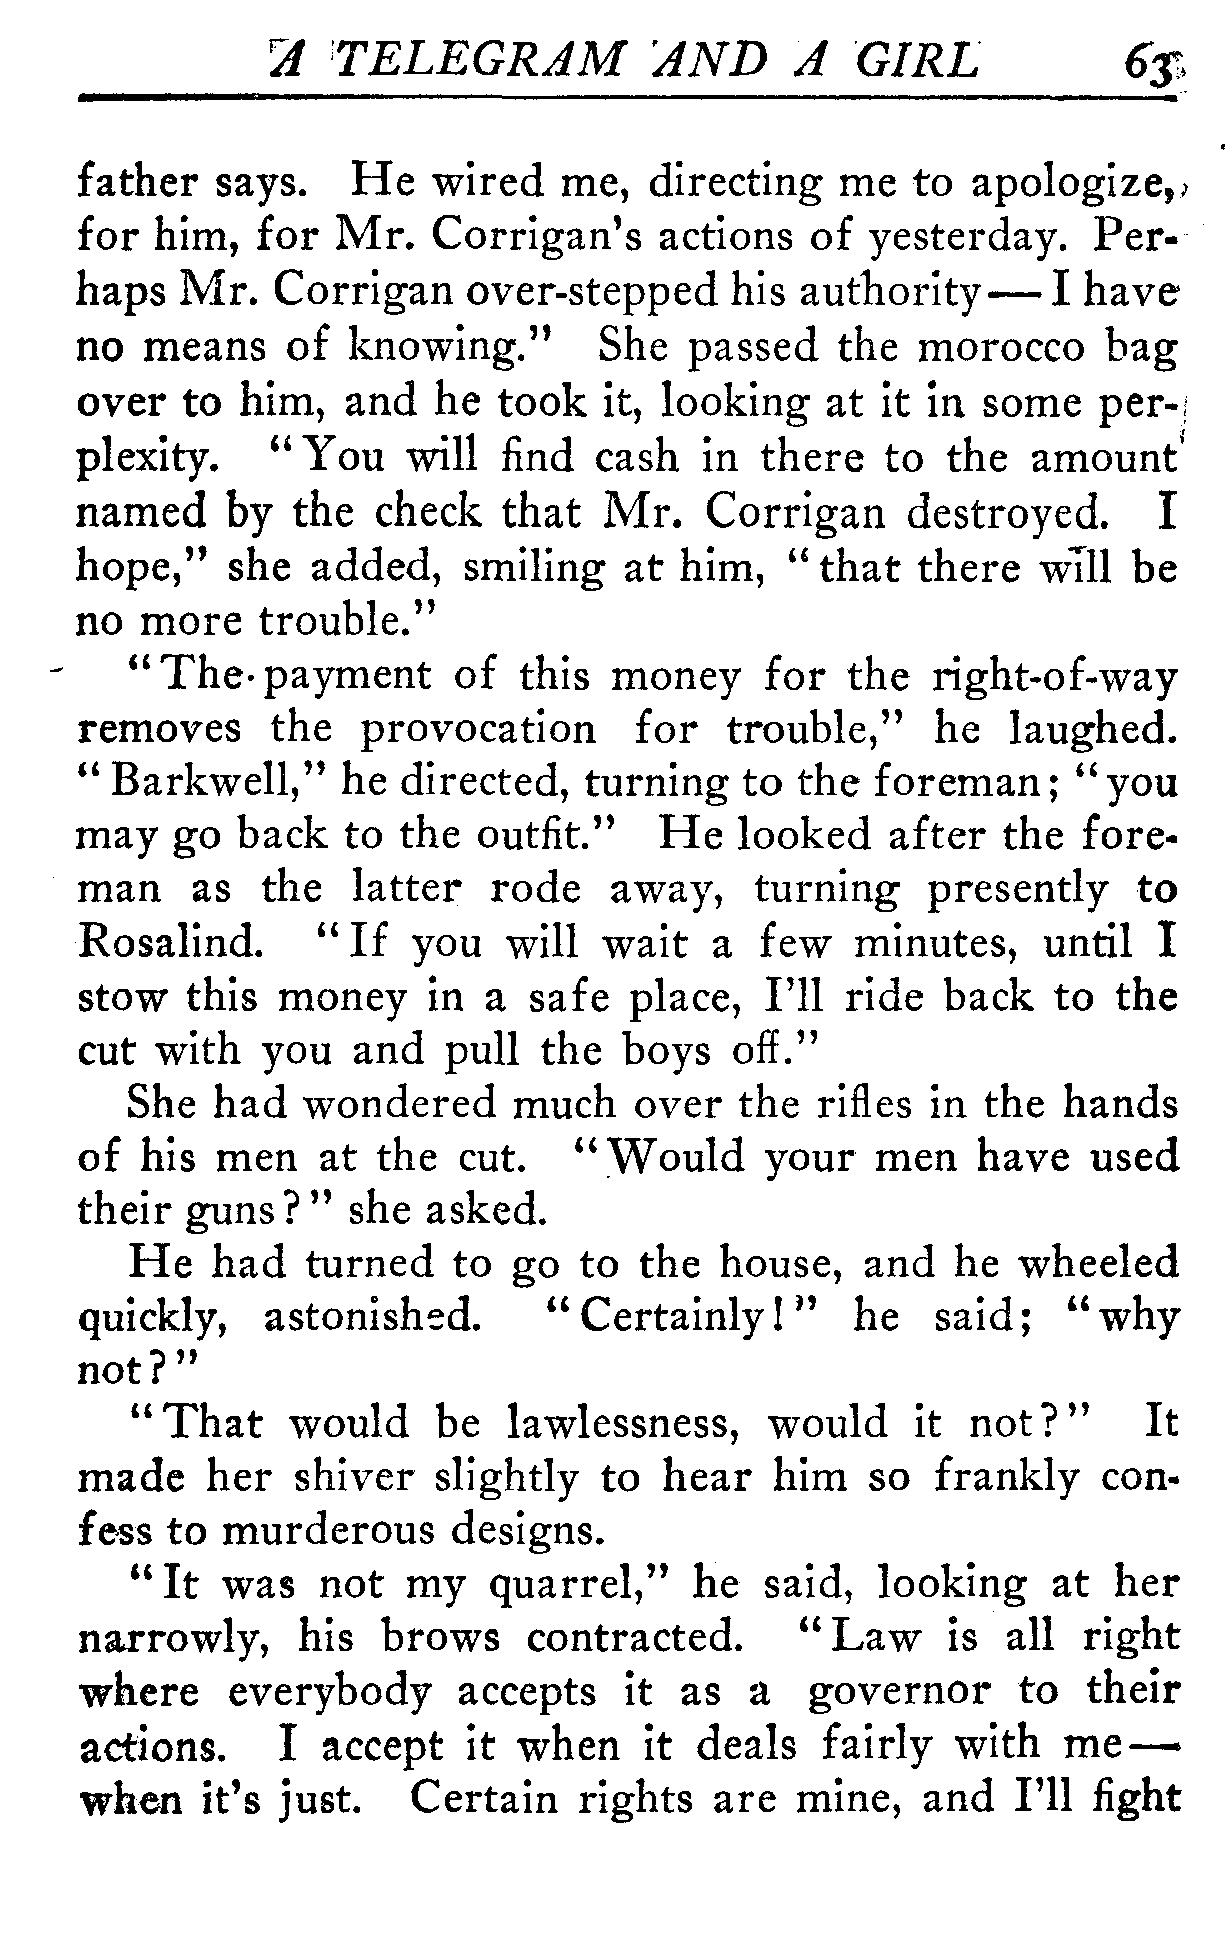 A TELEGRAM AND A GIRL 63
father says. He wired me, directing me to apologize,
for him, for Mr. Corrigan's actions of yesterday. Per-
haps Mr. Corrigan over-stepped his authority—I have
no means of knowing." She passed the morocco bag
over to him, and he took it, looking at it in some per-
plexity. "You will find cash in there to the amount
named by the check that Mr. Corrigan destroyed. I
hope," she added, smiling at him, "that there will be
no more trouble."
"The payment of this money for the right-of-way
removes the provocation for trouble," he laughed.
"Barkwell," he directed, turning to the foreman; "you
may go back to the outfit." He looked after the fore-
man as the latter rode away, turning presently to
Rosalind. "If you will wait a few minutes, until I
stow this money in a safe place, I'll ride back to the
cut with you and pull the boys off."
She had wondered much over the rifles in the hands
of his men at the cut. "Would your men have used
their guns?" she asked.
He had turned to go to the house, and he wheeled
quickly, astonished. "Certainly!" he said; "why
not?"
"That would be lawlessness, would it not?" It
made her shiver slightly to hear him so frankly con-
fess to murderous designs.
"It was not my quarrel," he said, looking at her
narrowly, his brows contracted. "Law is all right
where everybody accepts it as a governor to their
actions. I accept it when it deals fairly with me—
when it's just. Certain rights are mine, and I'll fight